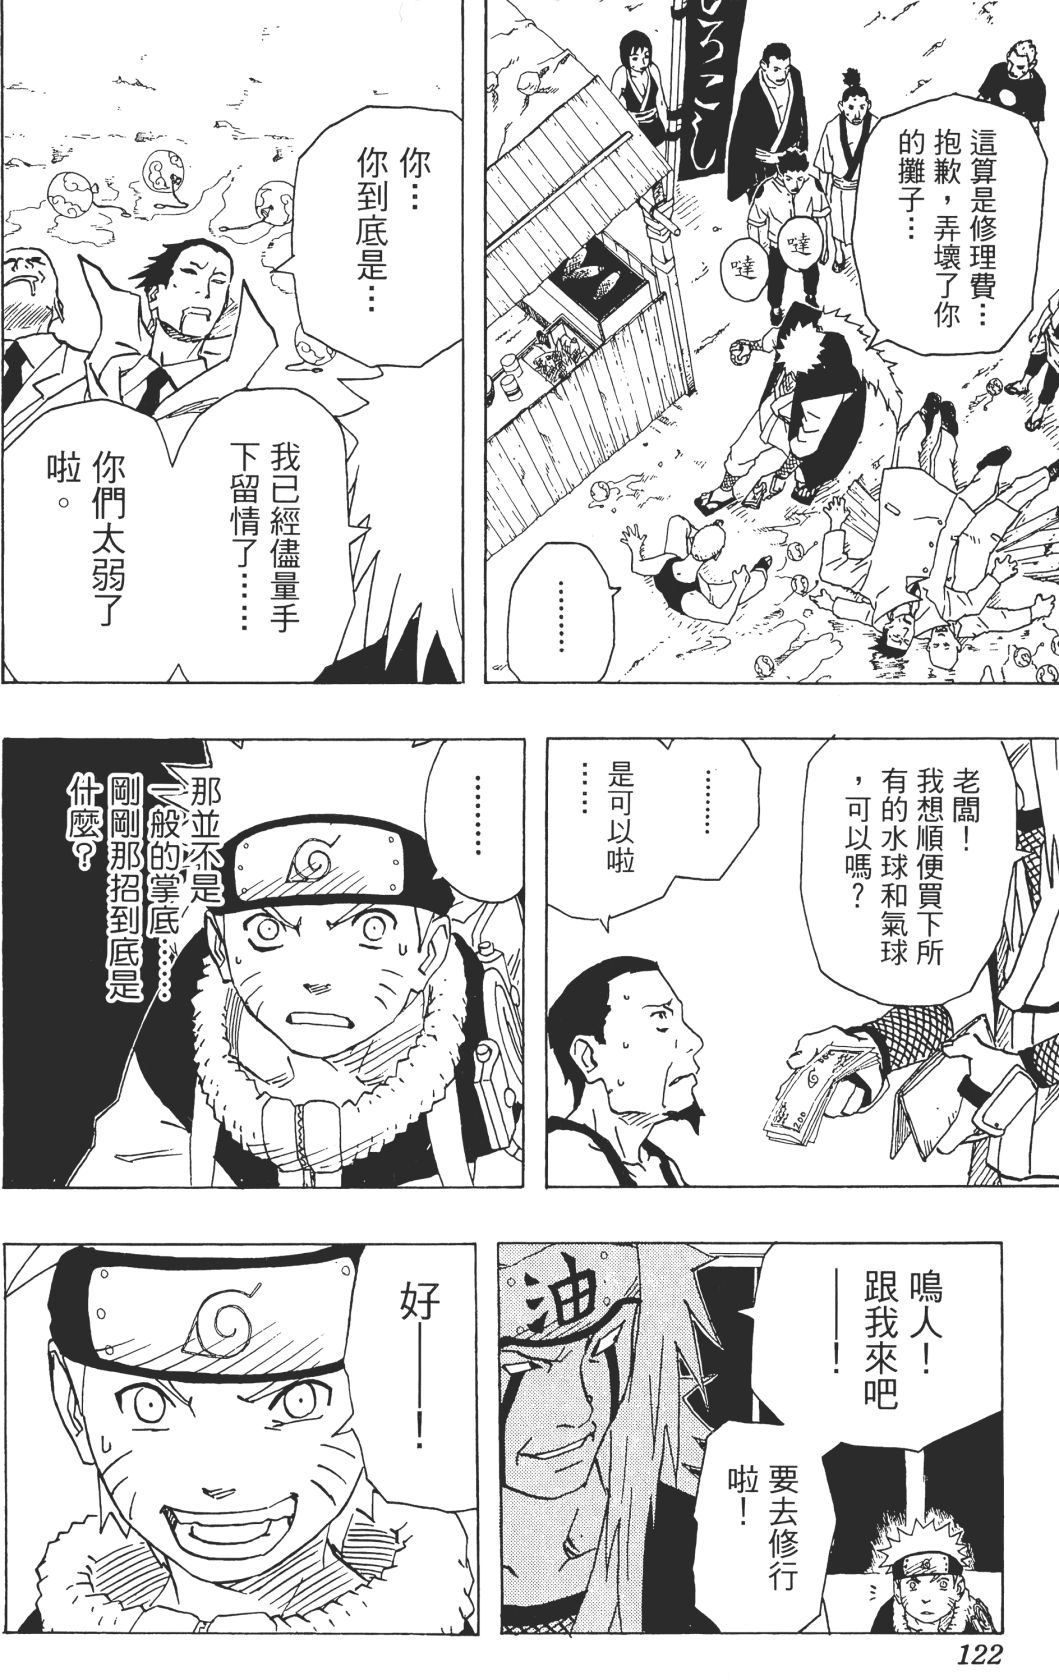 ろこし
這算是修理費…
抱歉，弄壞了你
的攤子…
噠
噠
………
你…
你到底是…
我已經儘量手
下留情了……
你們太弱了
啦。
老闆！
我想順便買下所
有的水球和氣球
，可以嗎？
………
是可以啦
……
………
那並不是
一般的掌底……
剛剛那招到底是
什麼？
鳴人！
跟我來吧
——！
要去修行
啦！
油
好——！
122